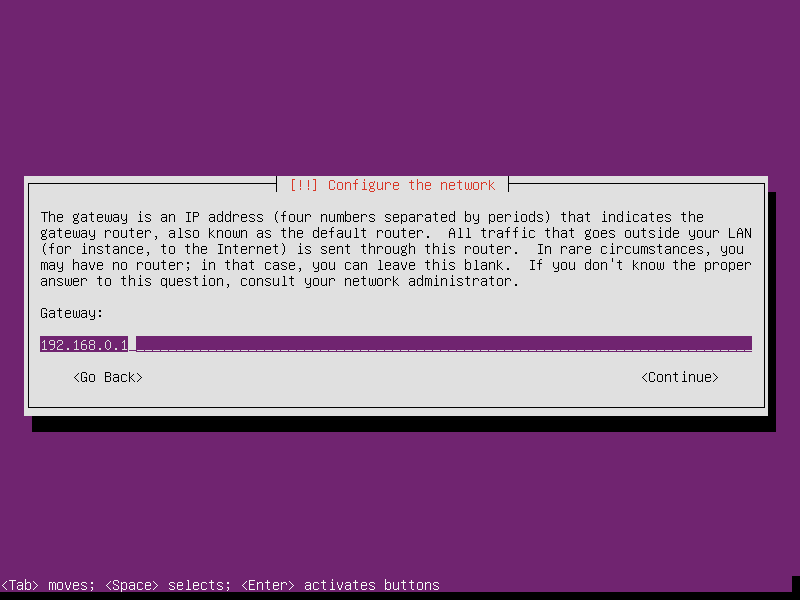 [!!] Configure the network
The gateway is an IP address (four numbers separated by periods) that indicates the
gateway router, also known as the default router.  All traffic that goes outside your LAN
(for instance, to the Internet) is sent through this router.  In rare circumstances, you
may have no router; in that case, you can leave this blank.  If you don't know the proper
answer to this question, consult your network administrator.
Gateway:
192.168.0.1
<Go Back> <Continue>
<Tab> moves; <Space> selects; <Enter> activates buttons